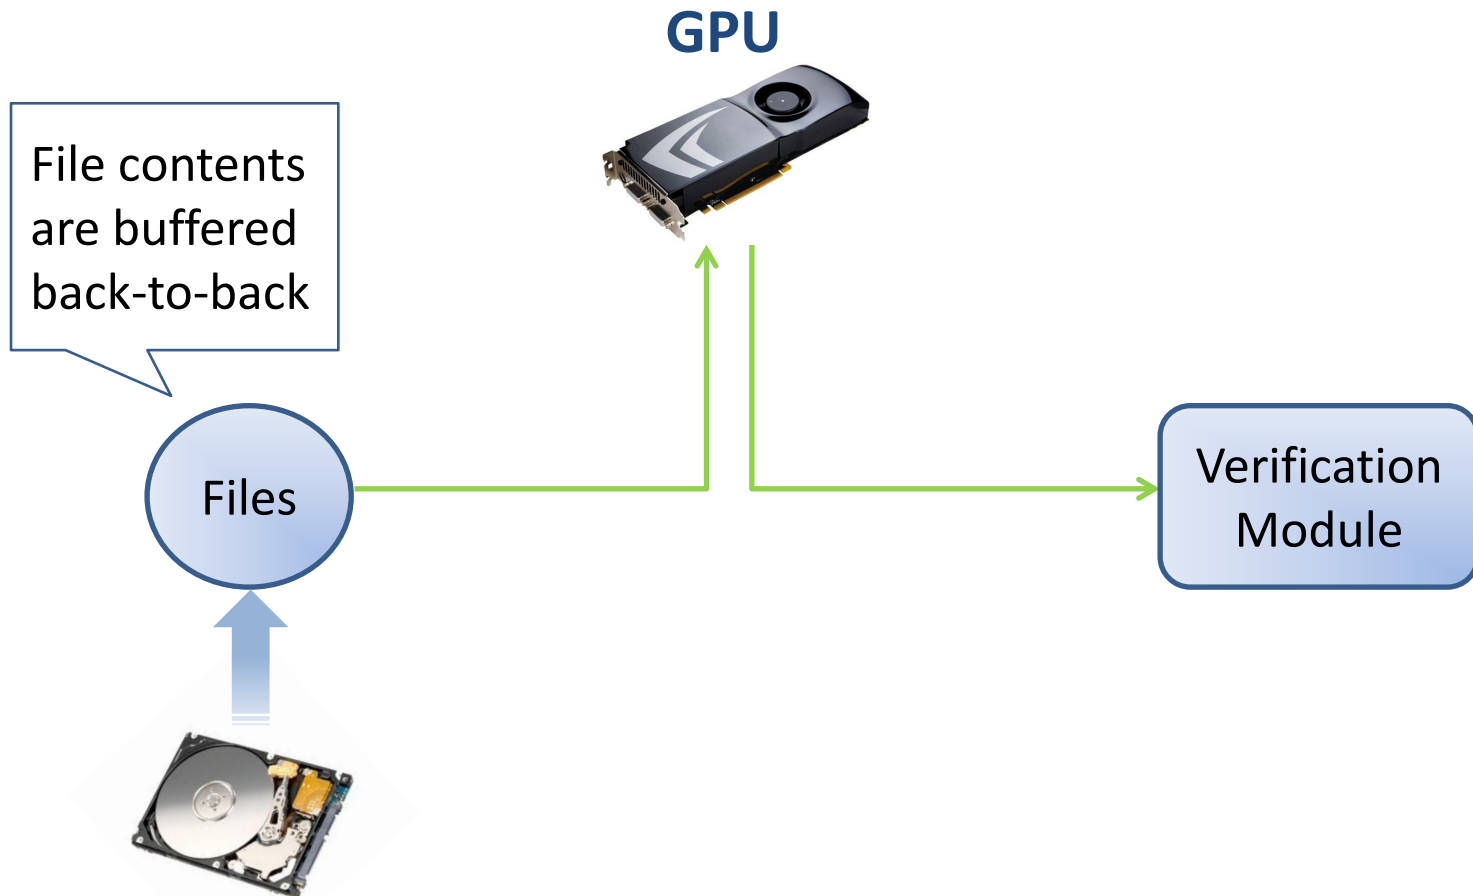 GPU
File contents
are buffered
back-to-back
Files
Verification
Module